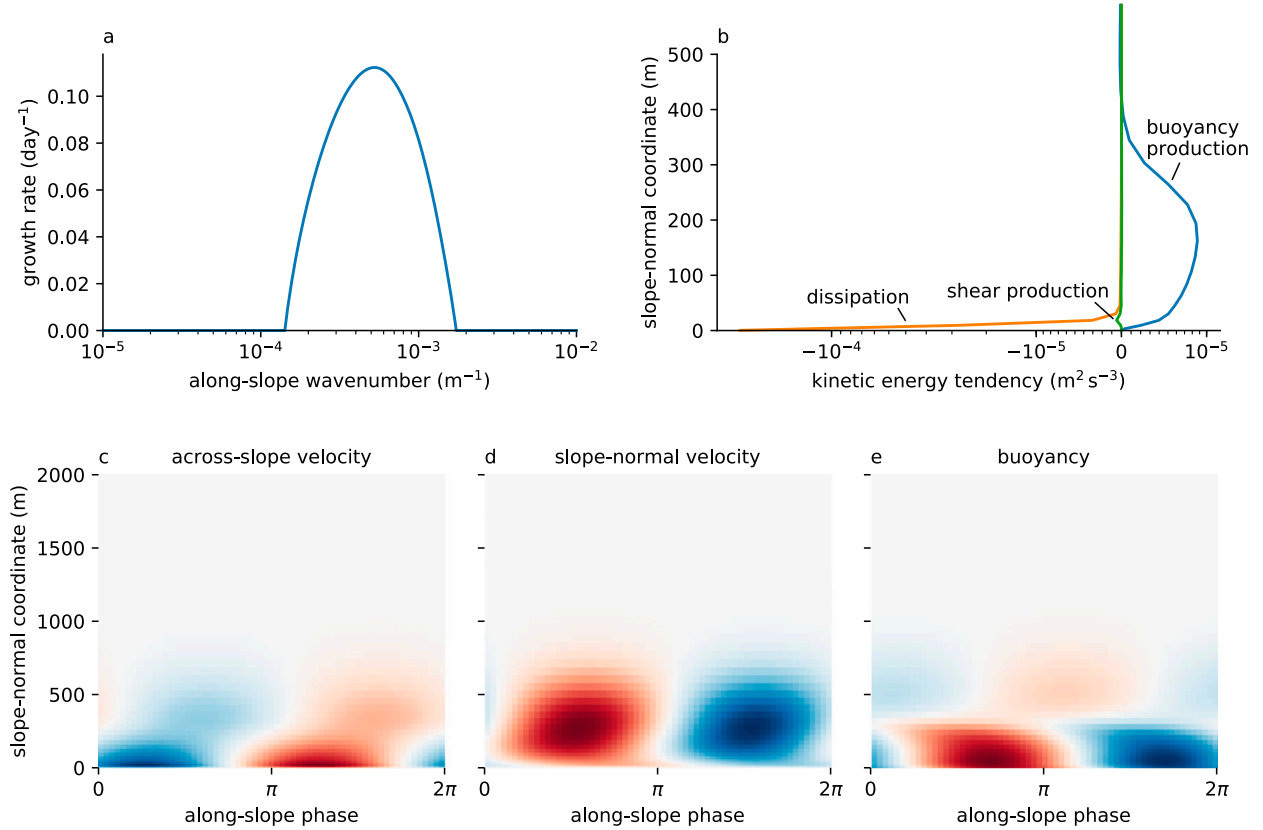 a
growth rate (day⁻¹)
0.10
0.08
0.06
0.04
0.02
0.00
10⁻⁵
10⁻⁴
10⁻³
10⁻²
along-slope wavenumber (m⁻¹)
b
slope-normal coordinate (m)
500
400
300
200
100
0
buoyancy
production
shear production
dissipation
−10⁻⁴
−10⁻⁵
0
10⁻⁵
kinetic energy tendency (m² s⁻³)
c
across-slope velocity
slope-normal coordinate (m)
2000
1500
1000
500
0
0
π
2π
along-slope phase
d
slope-normal velocity
0
π
2π
along-slope phase
e
buoyancy
0
π
2π
along-slope phase